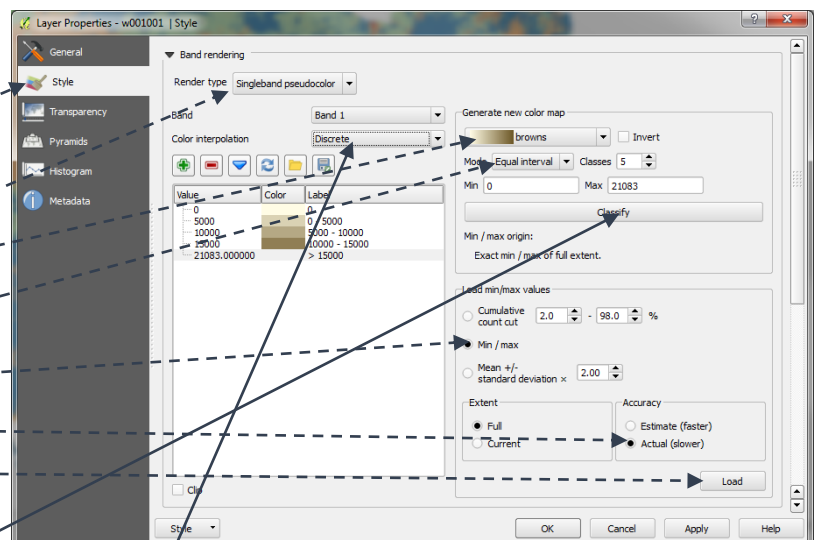 Layer Properties - w001001 | Style
General
Style
Transparency
Pyramids
Histogram
Metadata
Band rendering
Render type Singleband pseudocolor
Band Band 1
Color interpolation Discrete
Value Color Label
0 0
5000 0 - 5000
10000 5000 - 10000
15000 10000 - 15000
21083.000000 > 15000
Clip
Generate new color map
browns Invert
Mode Equal interval Classes 5
Min 0 Max 21083
Classify
Min / max origin:
Exact min / max of full extent.
Load min/max values
Cumulative
count cut 2.0 - 98.0 %
Min / max
Mean +/-
standard deviation × 2.00
Extent
Full
Current
Accuracy
Estimate (faster)
Actual (slower)
Load
Style OK Cancel Apply Help